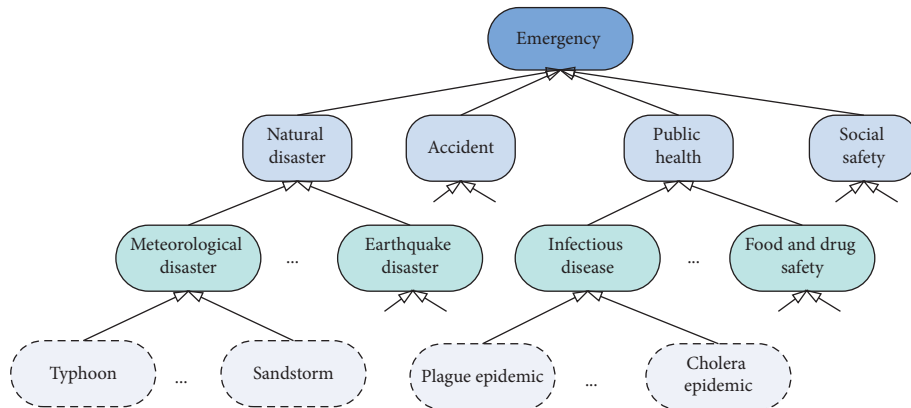 Emergency
Natural
disaster
Accident
Public
health
Social
safety
Meteorological
disaster
...
Earthquake
disaster
Infectious
disease
...
Food and drug
safety
Typhoon
...
Sandstorm
Plague epidemic
...
Cholera
epidemic